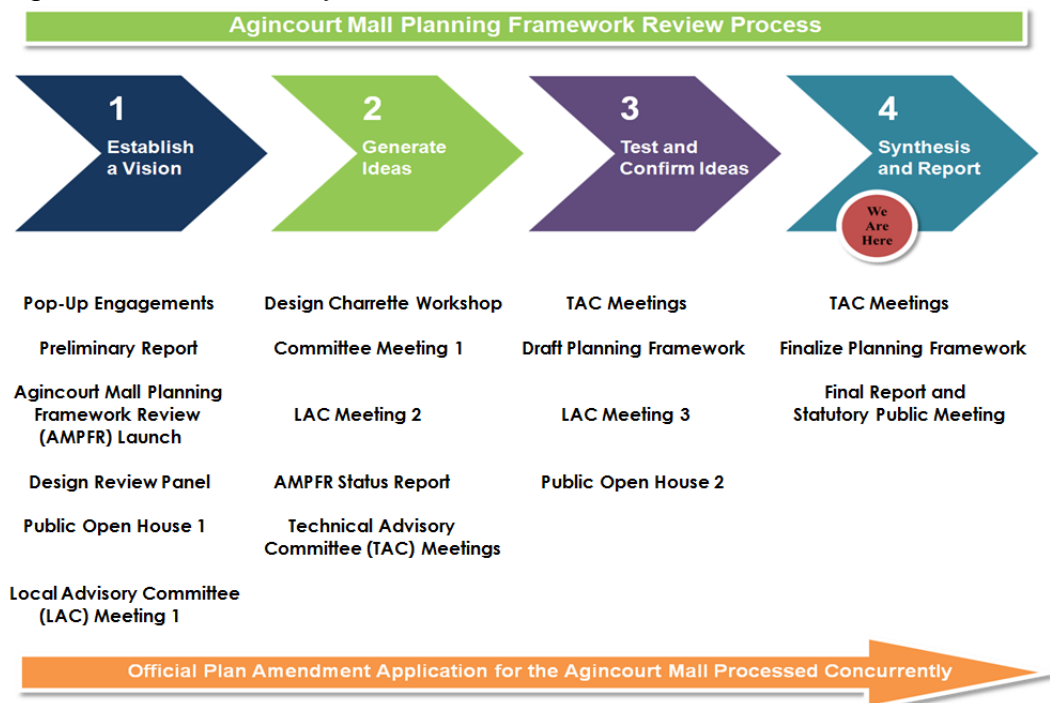 Agincourt Mall Planning Framework Review Process
1
Establish
a Vision
2
Generate
Ideas
3
Test and
Confirm Ideas
4
Synthesis
and Report
We
Are
Here
Pop-Up Engagements
Preliminary Report
Agincourt Mall Planning
Framework Review
(AMPFR) Launch
Design Review Panel
Public Open House 1
Local Advisory Committee
(LAC) Meeting 1
Design Charrette Workshop
Committee Meeting 1
LAC Meeting 2
AMPFR Status Report
Technical Advisory
Committee (TAC) Meetings
TAC Meetings
Draft Planning Framework
LAC Meeting 3
Public Open House 2
TAC Meetings
Finalize Planning Framework
Final Report and
Statutory Public Meeting
Official Plan Amendment Application for the Agincourt Mall Processed Concurrently